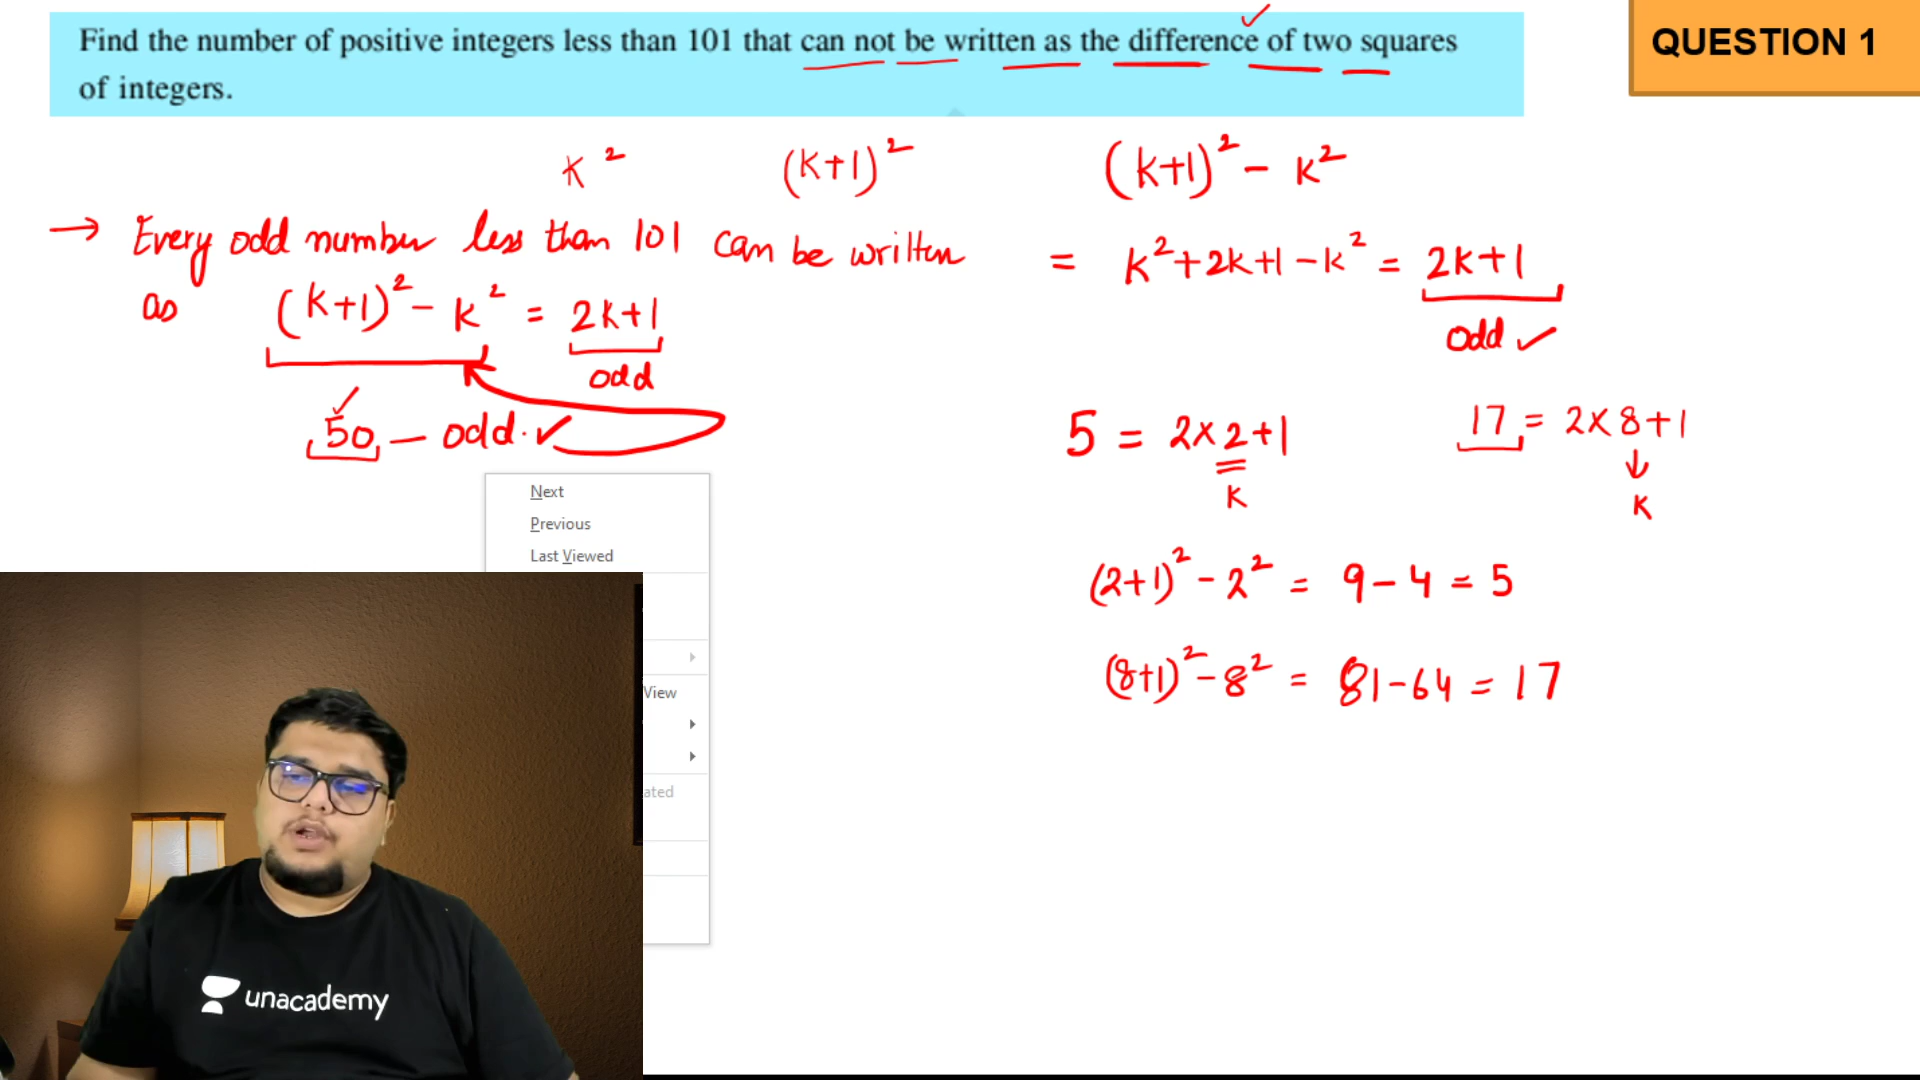 Find the number of positive integers less than 101 that can not be written as the difference of two squares
of integers.
QUESTION 1
K² (K+1)² (K+1)² - K²
→ Every odd number less than 101 can be written
as (K+1)² - K² = 2K+1
odd
50 - odd. ✓
= K²+2K+1-K² = 2K+1
odd ✓
5 = 2×2+1
K
17 = 2×8+1
↓
K
(2+1)² - 2² = 9-4 = 5
(8+1)² - 8² = 81-64 = 17
Next
Previous
Last Viewed
View
ated
unacademy